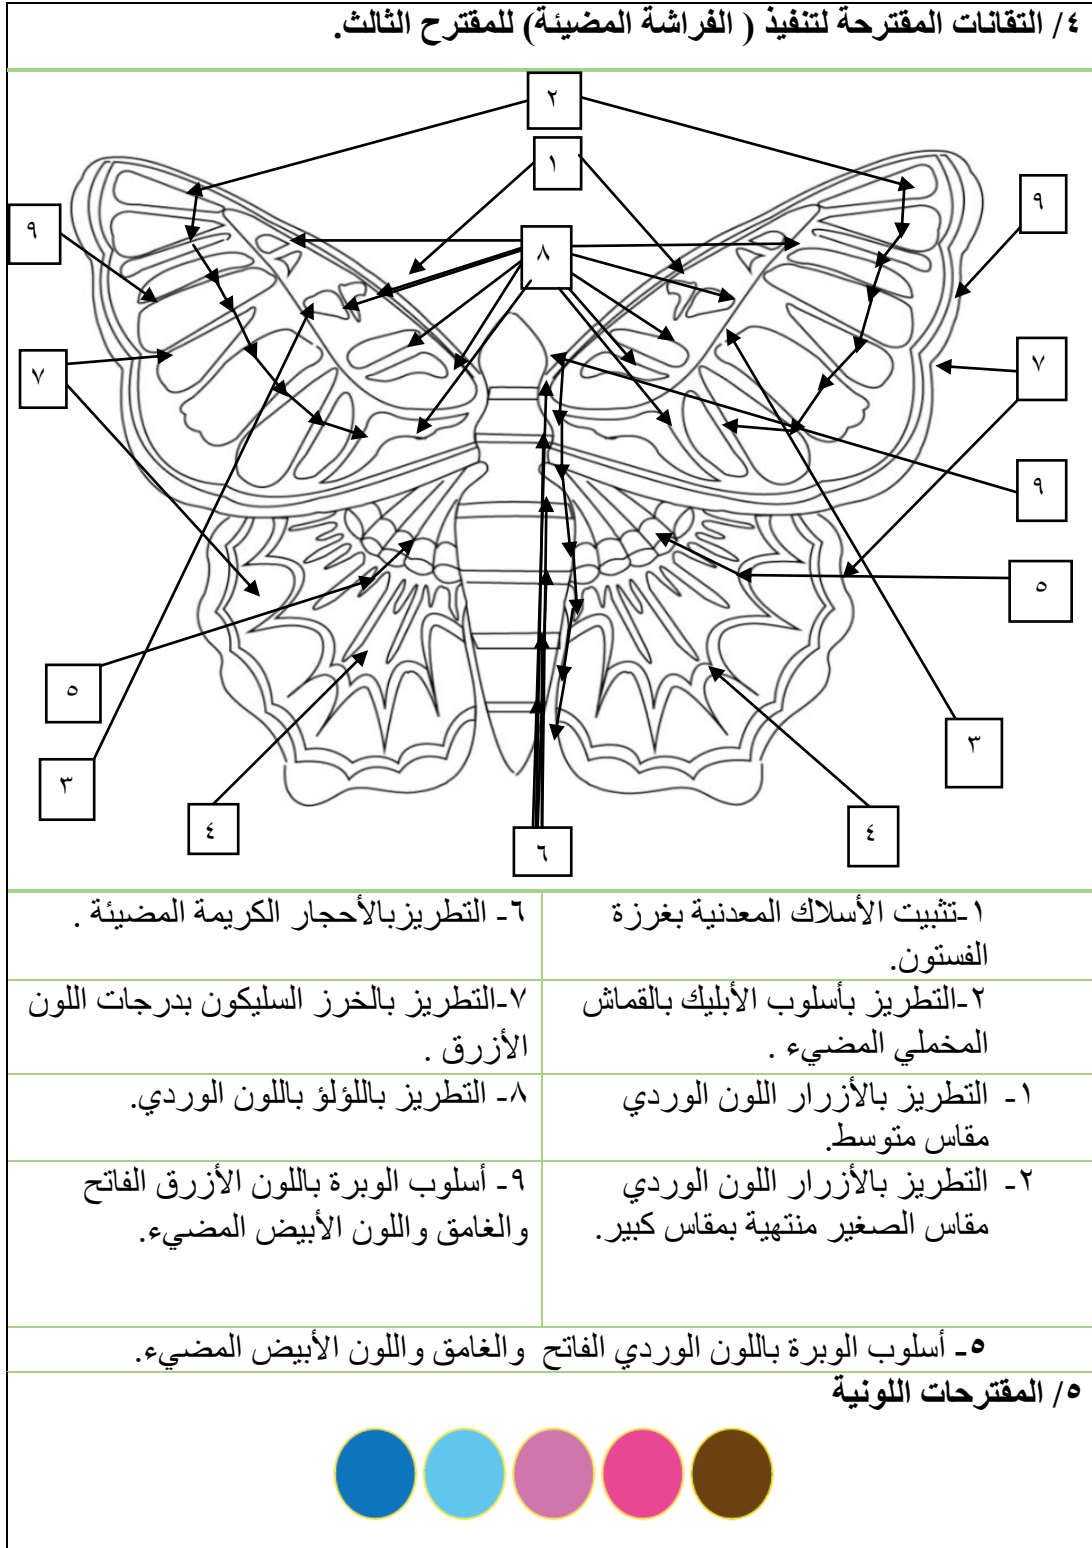 ٤/ التقانات المقترحة لتنفيذ ( الفراشة المضيئة) للمقترح الثالث.
٢
١
٩
٩
٨
٧
٧
٩
٥
٥
٣
٣
٤
٤
٦
١-تثبيت الأسلاك المعدنية بغرزة
الفستون.
٦- التطريزبالأحجار الكريمة المضيئة .
٢-التطريز بأسلوب الأبليك بالقماش
المخملي المضيء .
٧-التطريز بالخرز السليكون بدرجات اللون
الأزرق .
١- التطريز بالأزرار اللون الوردي
مقاس متوسط.
٨- التطريز باللؤلؤ باللون الوردي.
٢- التطريز بالأزرار اللون الوردي
مقاس الصغير منتهية بمقاس كبير.
٩- أسلوب الوبرة باللون الأزرق الفاتح
والغامق واللون الأبيض المضيء.
٥- أسلوب الوبرة باللون الوردي الفاتح والغامق واللون الأبيض المضيء.
٥/ المقترحات اللونية